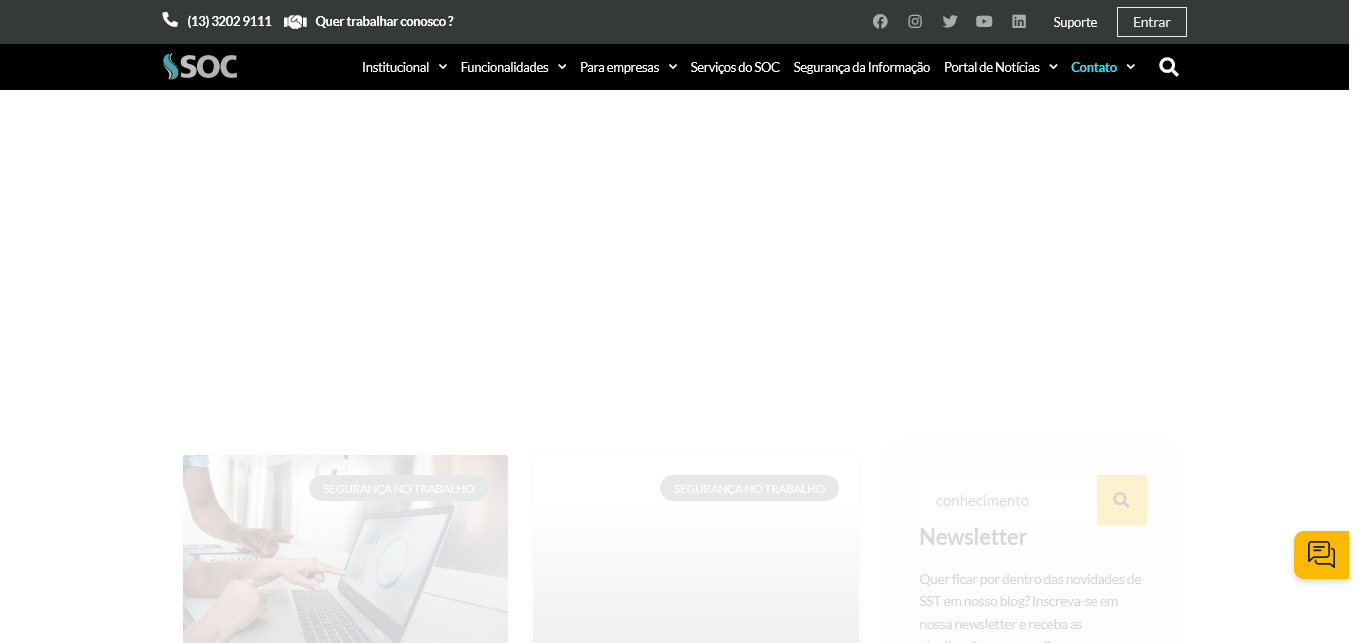 (13) 3202 9111 Quer trabalhar conosco ? Suporte Entrar
SOC Institucional Funcionalidades Para empresas Serviços do SOC Segurança da Informação Portal de Notícias Contato
SEGURANÇA NO TRABALHO
SEGURANÇA NO TRABALHO
conhecimento
Newsletter
Quer ficar por dentro das novidades de
SST em nosso blog? Inscreva-se em
nossa newsletter e receba as